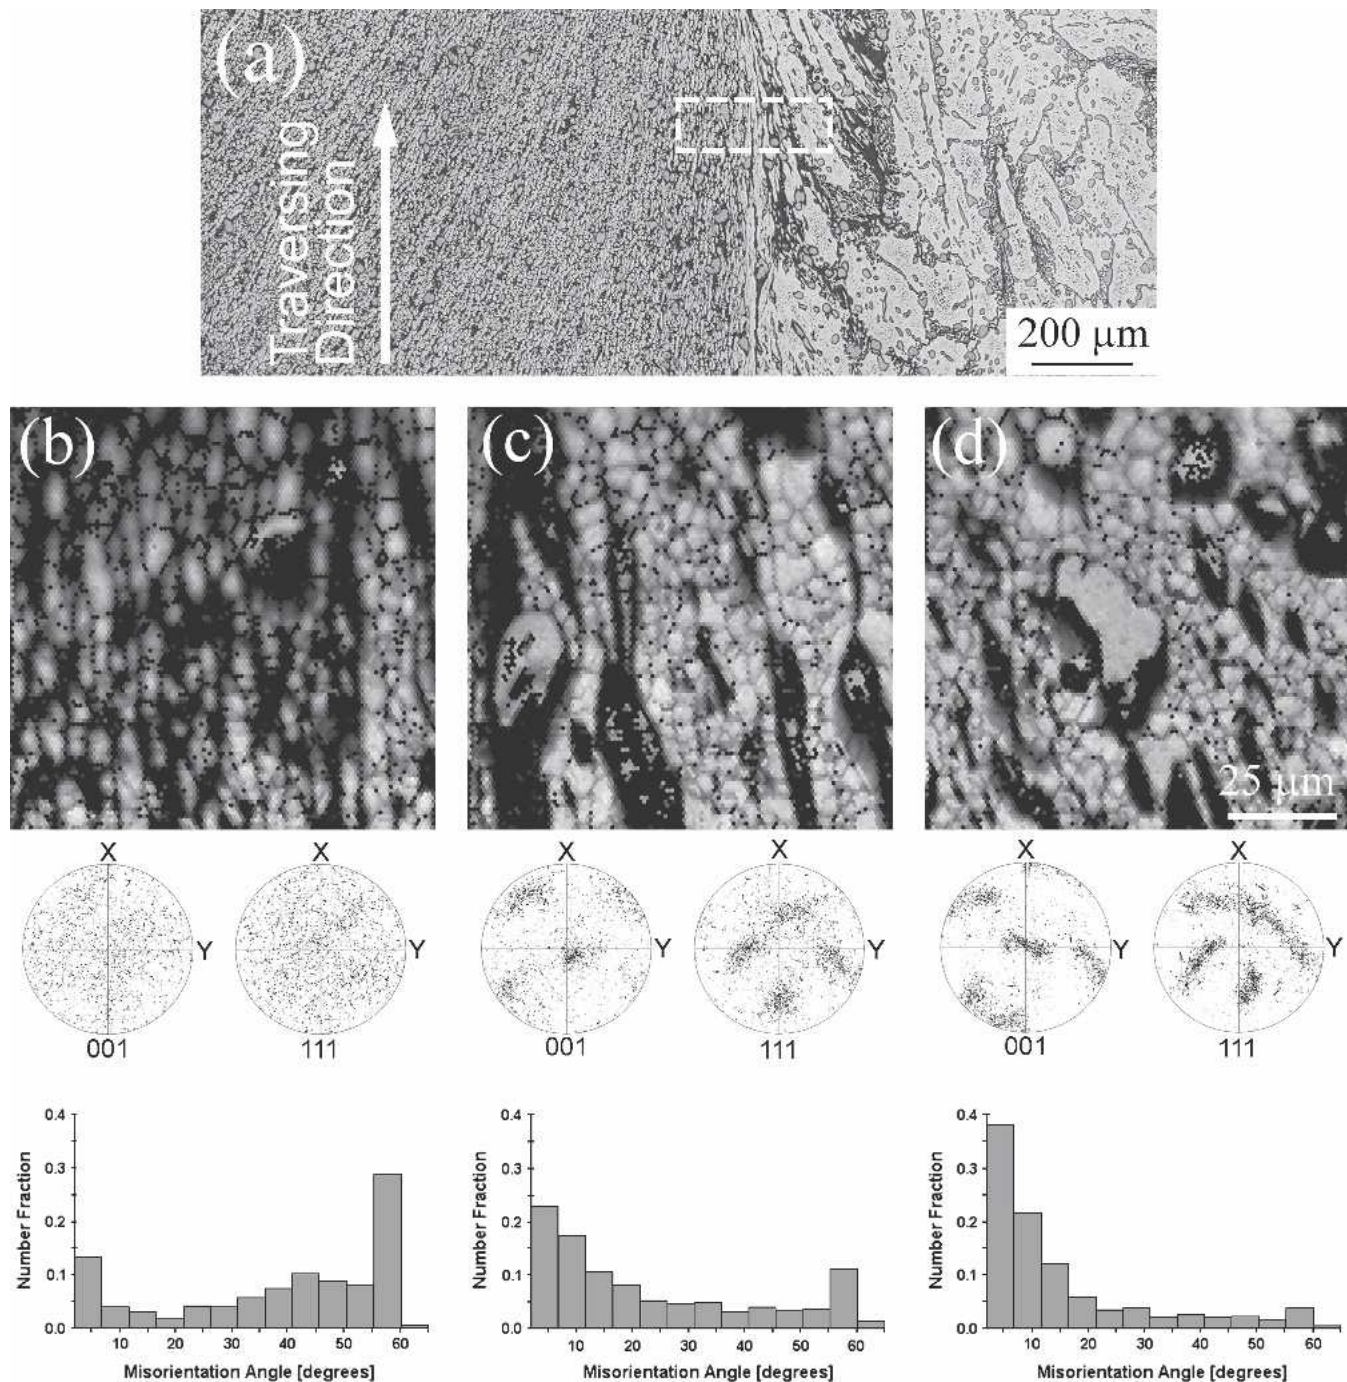 (a)
Traversing
Direction
200 µm
(b)
(c)
(d)
25 µm
X X X X X X
Y Y Y Y Y Y
001 111 001 111 001 111
0.4 0.4 0.4
0.3 0.3 0.3
0.2 0.2 0.2
0.1 0.1 0.1
0.0 0.0 0.0
Number Fraction Number Fraction Number Fraction
10 20 30 40 50 60 10 20 30 40 50 60 10 20 30 40 50 60
Misorientation Angle [degrees] Misorientation Angle [degrees] Misorientation Angle [degrees]